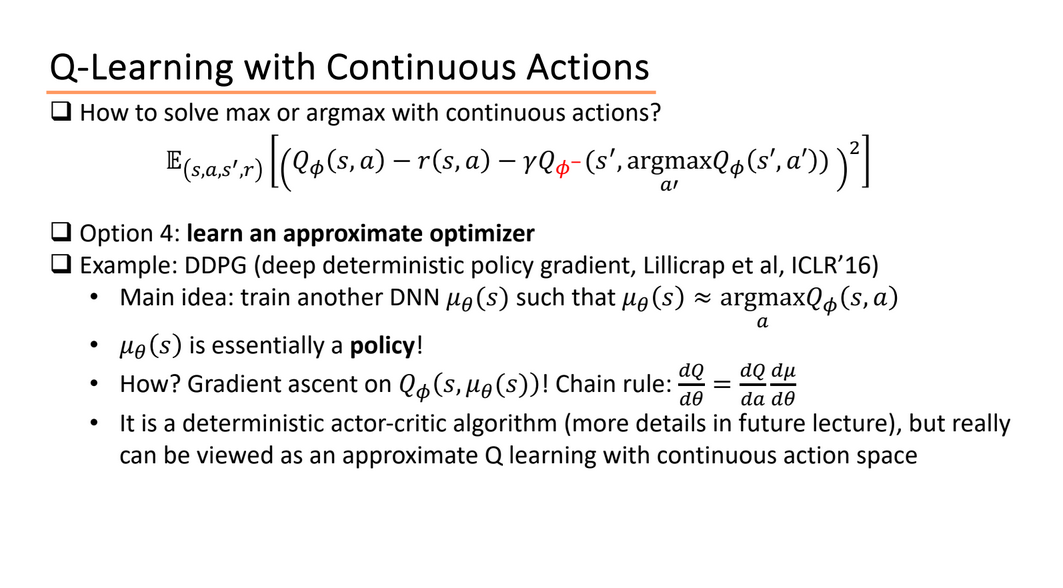 Q-Learning with Continuous Actions
❑ How to solve max or argmax with continuous actions?
𝔼_(s,a,s′,r) [(Q_ϕ(s, a) − r(s, a) − γQ_ϕ⁻(s′, argmax_{a′} Q_ϕ(s′, a′)))²]
❑ Option 4: learn an approximate optimizer
❑ Example: DDPG (deep deterministic policy gradient, Lillicrap et al, ICLR’16)
• Main idea: train another DNN μ_θ(s) such that μ_θ(s) ≈ argmax_a Q_ϕ(s, a)
• μ_θ(s) is essentially a policy!
• How? Gradient ascent on Q_ϕ(s, μ_θ(s))! Chain rule: dQ/dθ = dQ/da dμ/dθ
• It is a deterministic actor-critic algorithm (more details in future lecture), but really
can be viewed as an approximate Q learning with continuous action space